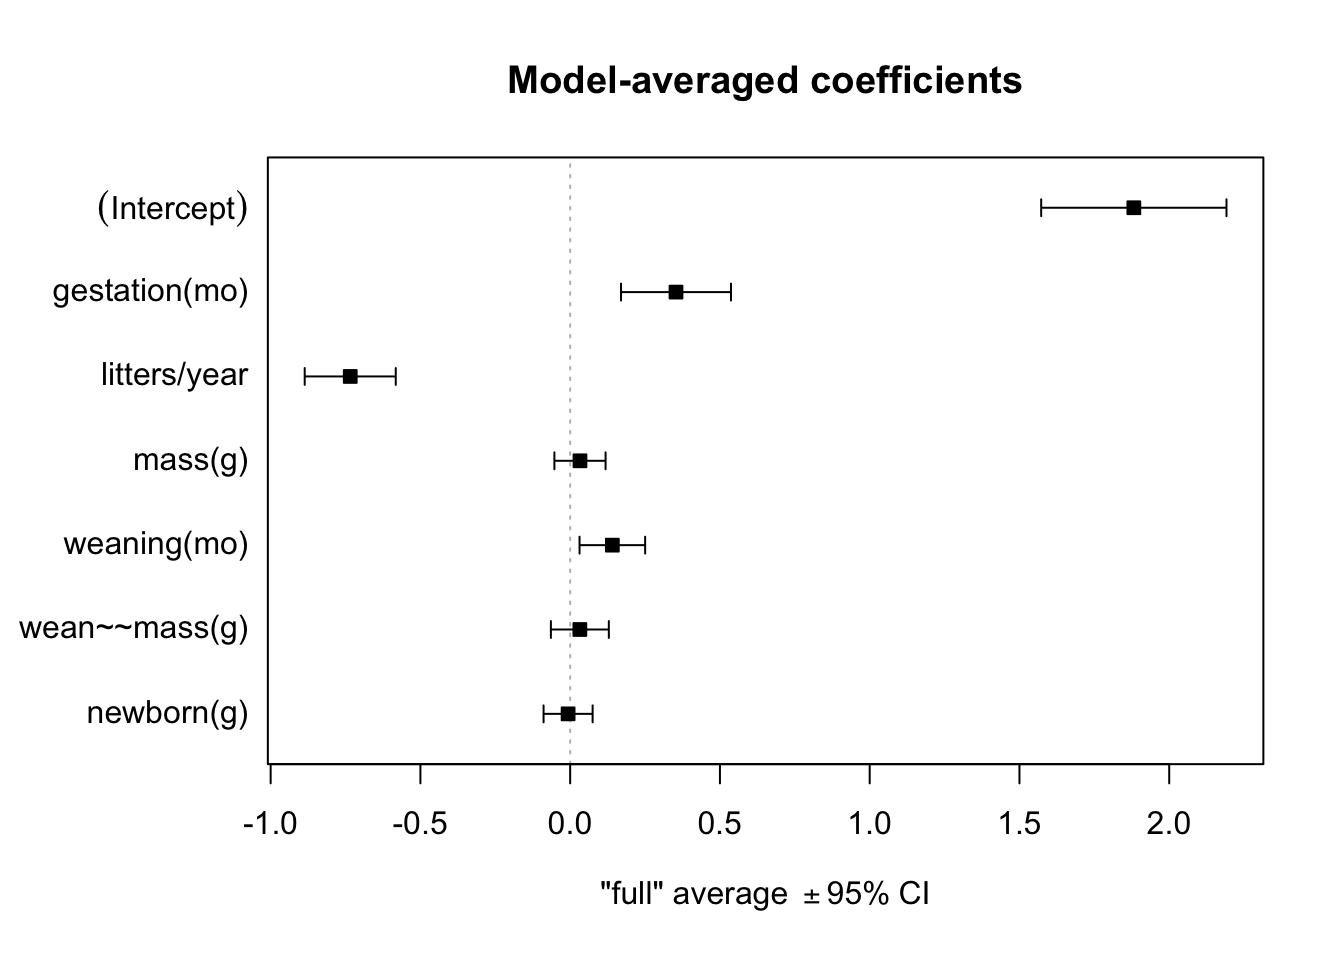 Model-averaged coefficients
(Intercept)
gestation(mo)
litters/year
mass(g)
weaning(mo)
wean~~mass(g)
newborn(g)
-1.0 -0.5 0.0 0.5 1.0 1.5 2.0
"full" average ± 95% CI